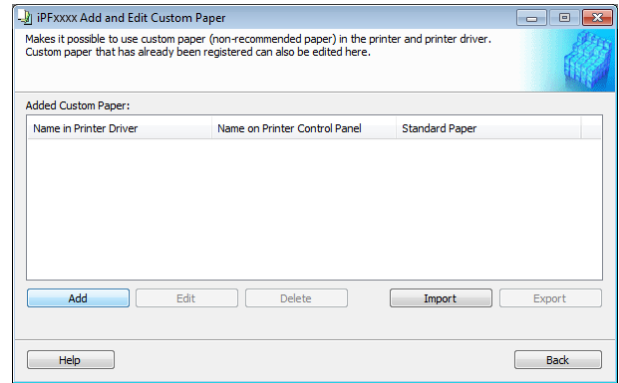 iPFxxxx Add and Edit Custom Paper
Makes it possible to use custom paper (non-recommended paper) in the printer and printer driver.
Custom paper that has already been registered can also be edited here.
Added Custom Paper:
Name in Printer Driver Name on Printer Control Panel Standard Paper
Add Edit Delete Import Export
Help Back